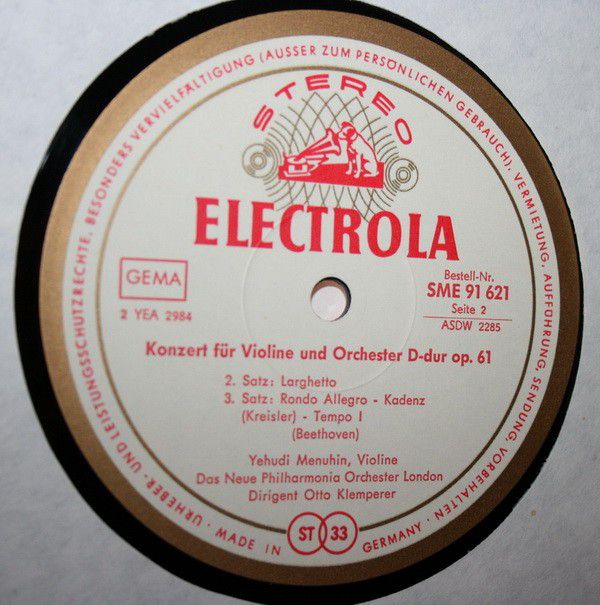 URHEBER- UND LEISTUNGSSCHUTZRECHTE, BESONDERS VERVIELFÄLTIGUNG (AUSSER ZUM PERSÖNLICHEN GEBRAUCH), VERMIETUNG, AUFFÜHRUNG, SENDUNG, VORBEHALTEN •
STEREO
ELECTROLA
GEMA
2 YEA 2984
Bestell-Nr.
SME 91 621
Seite 2
ASDW 2285
Konzert für Violine und Orchester D-dur op. 61
2. Satz: Larghetto
3. Satz: Rondo Allegro - Kadenz
(Kreisler) - Tempo I
(Beethoven)
Yehudi Menuhin, Violine
Das Neue Philharmonia Orchester London
Dirigent Otto Klemperer
ST 33
MADE IN GERMANY •